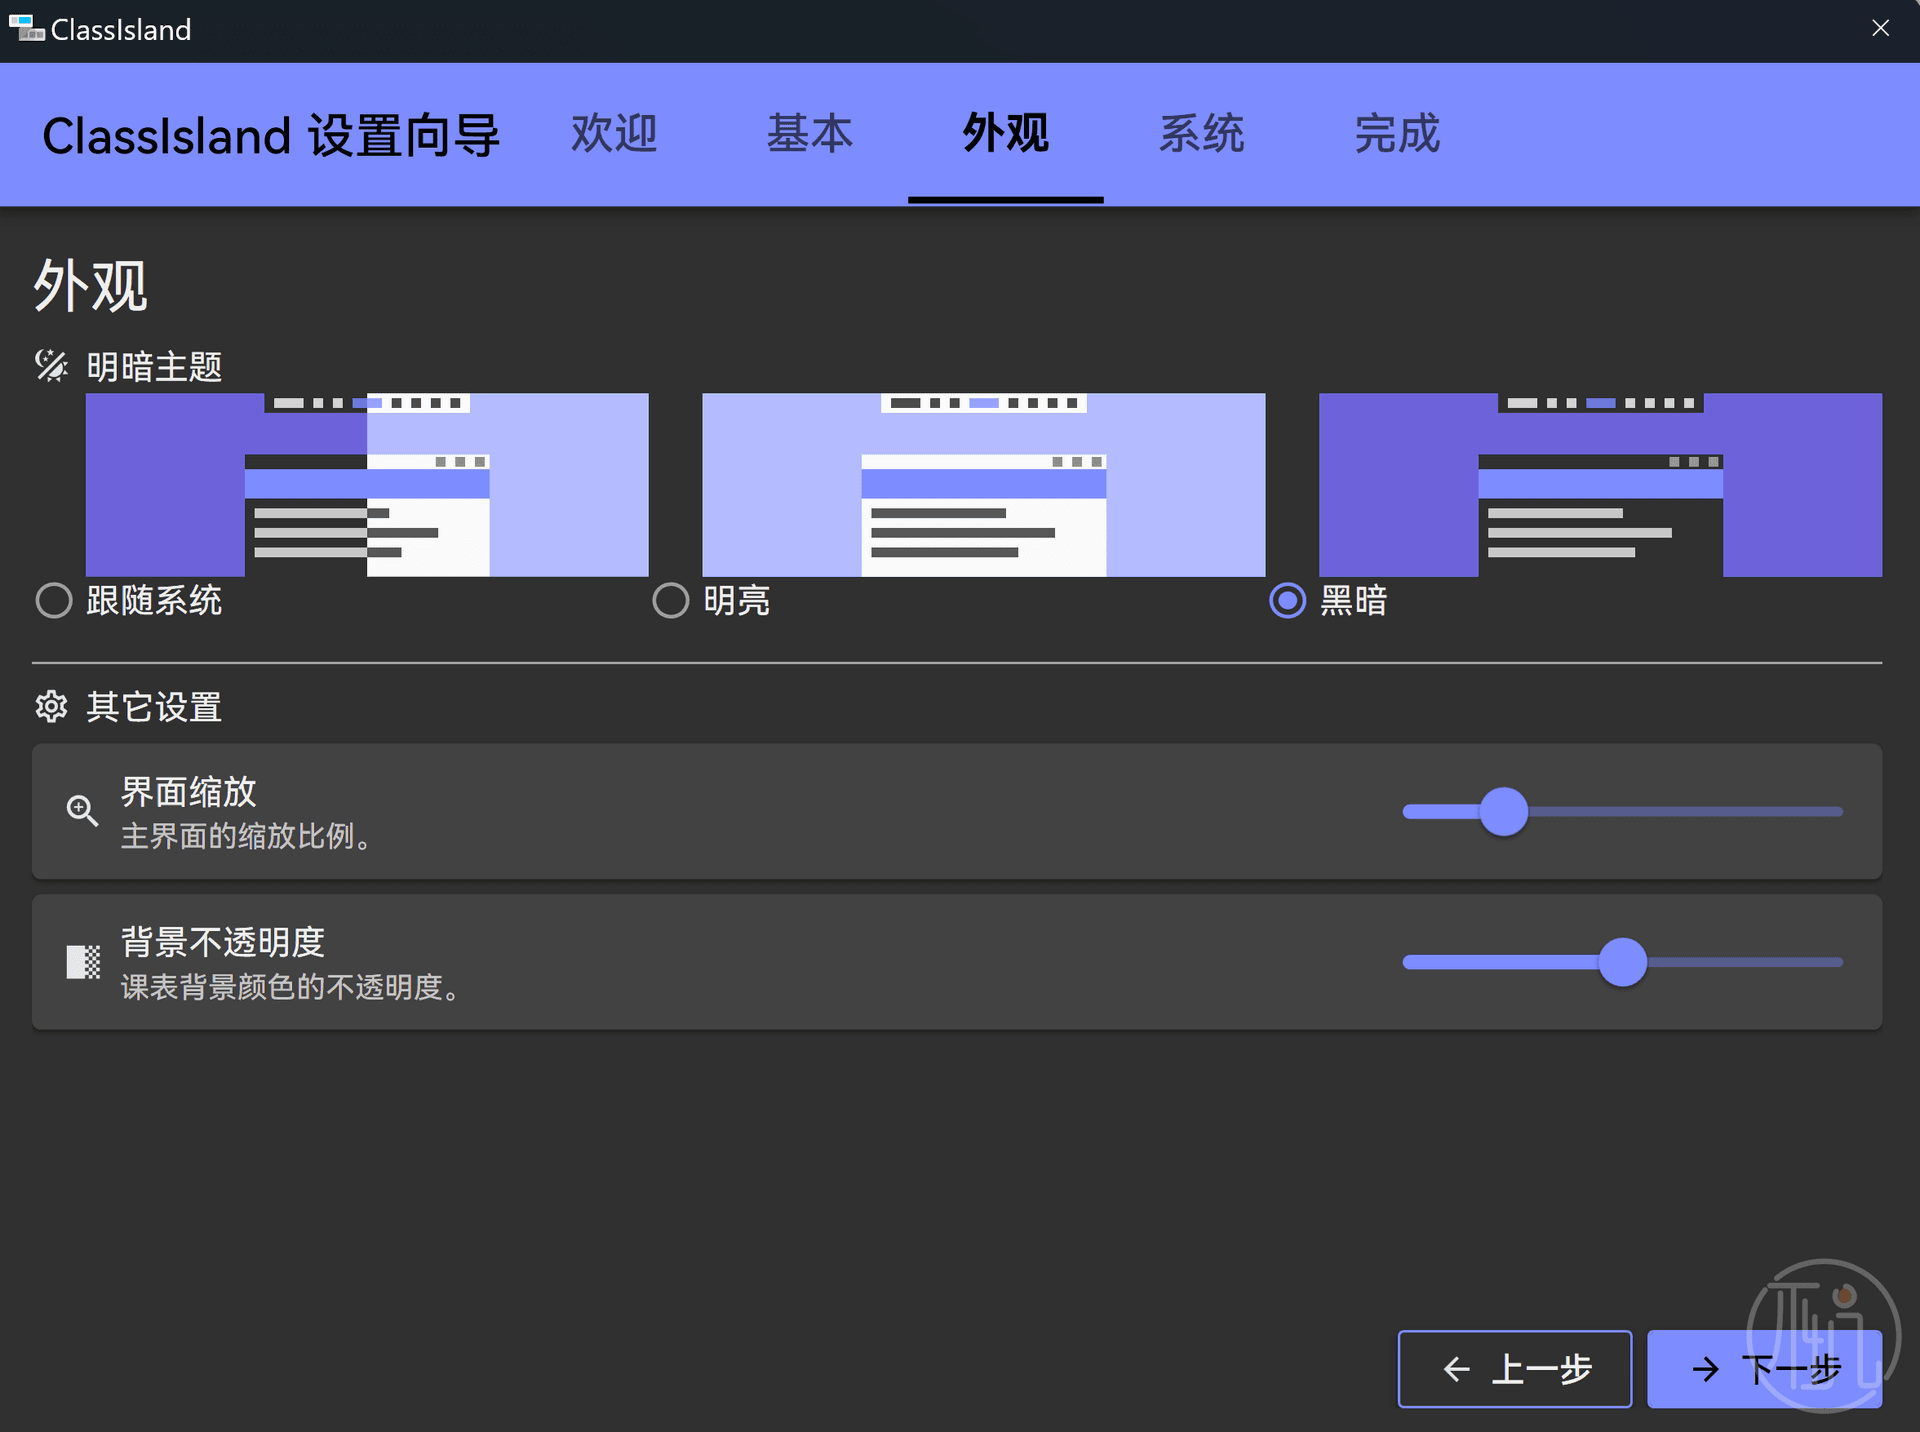 ClassIsland
ClassIsland 设置向导 欢迎 基本 外观 系统 完成
外观
明暗主题
跟随系统 明亮 黑暗
其它设置
界面缩放
主界面的缩放比例。
背景不透明度
课表背景颜色的不透明度。
上一步 下一步